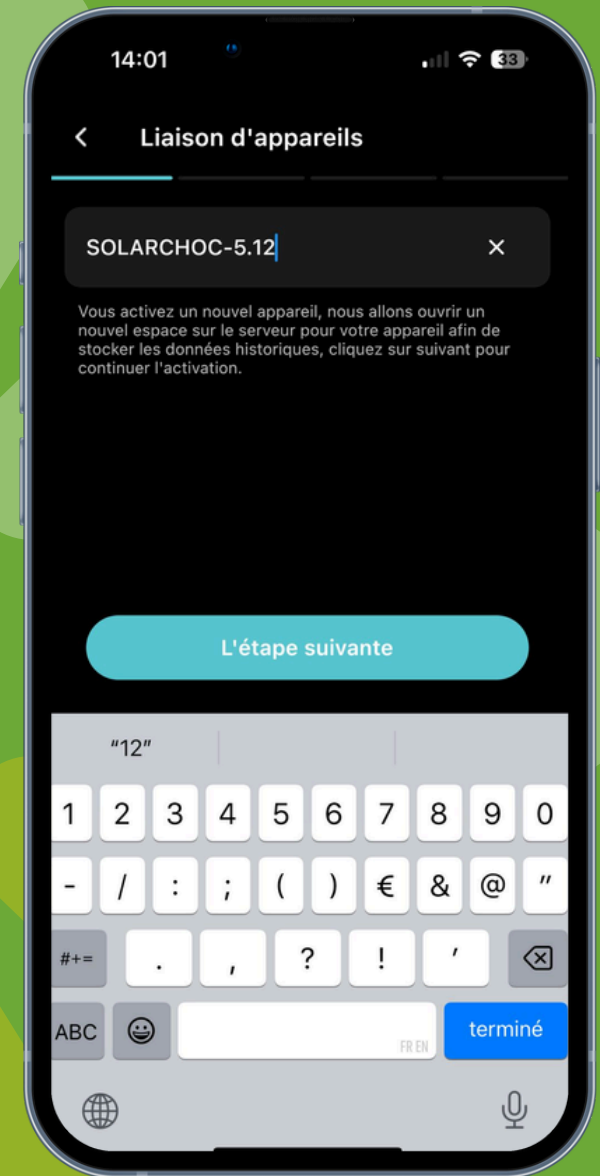 14:01
33
Liaison d'appareils
SOLARCHOC-5.12
Vous activez un nouvel appareil, nous allons ouvrir un
nouvel espace sur le serveur pour votre appareil afin de
stocker les données historiques, cliquez sur suivant pour
continuer l'activation.
L'étape suivante
“12”
1 2 3 4 5 6 7 8 9 0
- / : ; ( ) € & @ "
#+= . , ? ! '
ABC FR EN terminé